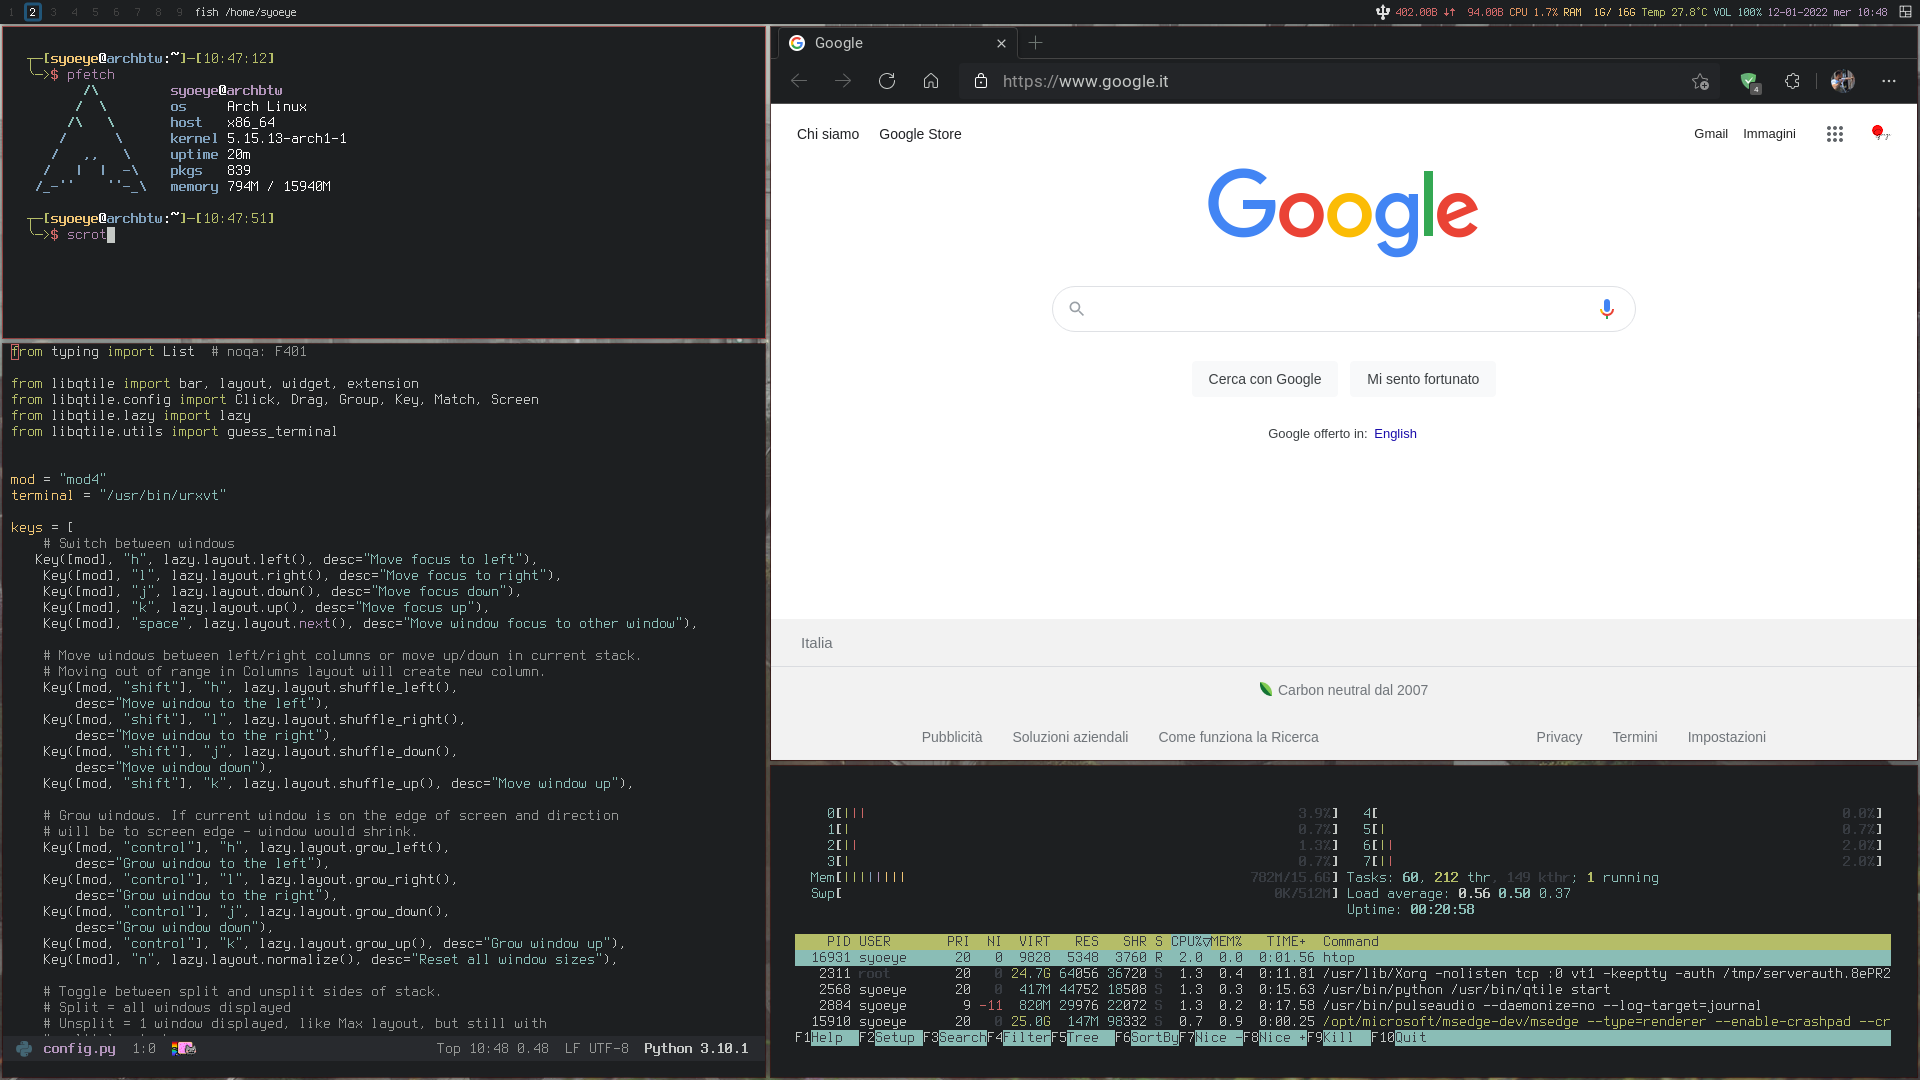 1 2 3 4 5 6 7 8 9 fish /home/syoeye
402.00B ↓↑ 94.00B CPU 1.7% RAM 1G/ 16G Temp 27.8°C VOL 100% 12-01-2022 mer 10:48
┌─[syoeye@archbtw:~]─[10:47:12]
╰─>$ pfetch
syoeye@archbtw
os Arch Linux
host x86_64
kernel 5.15.13-arch1-1
uptime 20m
pkgs 839
memory 794M / 15940M
┌─[syoeye@archbtw:~]─[10:47:51]
╰─>$ scrot
from typing import List  # noqa: F401
from libqtile import bar, layout, widget, extension
from libqtile.config import Click, Drag, Group, Key, Match, Screen
from libqtile.lazy import lazy
from libqtile.utils import guess_terminal
mod = "mod4"
terminal = "/usr/bin/urxvt"
keys = [
    # Switch between windows
   Key([mod], "h", lazy.layout.left(), desc="Move focus to left"),
    Key([mod], "l", lazy.layout.right(), desc="Move focus to right"),
    Key([mod], "j", lazy.layout.down(), desc="Move focus down"),
    Key([mod], "k", lazy.layout.up(), desc="Move focus up"),
    Key([mod], "space", lazy.layout.next(), desc="Move window focus to other window"),
    # Move windows between left/right columns or move up/down in current stack.
    # Moving out of range in Columns layout will create new column.
    Key([mod, "shift"], "h", lazy.layout.shuffle_left(),
        desc="Move window to the left"),
    Key([mod, "shift"], "l", lazy.layout.shuffle_right(),
        desc="Move window to the right"),
    Key([mod, "shift"], "j", lazy.layout.shuffle_down(),
        desc="Move window down"),
    Key([mod, "shift"], "k", lazy.layout.shuffle_up(), desc="Move window up"),
    # Grow windows. If current window is on the edge of screen and direction
    # will be to screen edge - window would shrink.
    Key([mod, "control"], "h", lazy.layout.grow_left(),
        desc="Grow window to the left"),
    Key([mod, "control"], "l", lazy.layout.grow_right(),
        desc="Grow window to the right"),
    Key([mod, "control"], "j", lazy.layout.grow_down(),
        desc="Grow window down"),
    Key([mod, "control"], "k", lazy.layout.grow_up(), desc="Grow window up"),
    Key([mod], "n", lazy.layout.normalize(), desc="Reset all window sizes"),
    # Toggle between split and unsplit sides of stack.
    # Split = all windows displayed
    # Unsplit = 1 window displayed, like Max layout, but still with
config.py 1:0 Top 10:48 0.48 LF UTF-8 Python 3.10.1
Google
https://www.google.it
4
Chi siamo Google Store Gmail Immagini
Google
Cerca con Google Mi sento fortunato
Google offerto in: English
Italia
Carbon neutral dal 2007
Pubblicità Soluzioni aziendali Come funziona la Ricerca Privacy Termini Impostazioni
0[||| 3.9%] 4[ 0.0%]
1[| 0.7%] 5[| 0.7%]
2[|| 1.3%] 6[|| 2.0%]
3[| 0.7%] 7[|| 2.0%]
Mem[|||||||| 782M/15.6G] Tasks: 60, 212 thr, 149 kthr; 1 running
Swp[ 0K/512M] Load average: 0.56 0.50 0.37
Uptime: 00:20:58
PID USER PRI NI VIRT RES SHR S CPU%▽MEM% TIME+ Command
16931 syoeye 20 0 9828 5348 3760 R 2.0 0.0 0:01.56 htop
2311 root 20 0 24.7G 64056 36720 S 1.3 0.4 0:11.81 /usr/lib/Xorg -nolisten tcp :0 vt1 -keeptty -auth /tmp/serverauth.8ePR2
2568 syoeye 20 0 417M 44752 18508 S 1.3 0.3 0:15.63 /usr/bin/python /usr/bin/qtile start
2884 syoeye 9 -11 820M 29976 22072 S 1.3 0.2 0:17.58 /usr/bin/pulseaudio --daemonize=no --log-target=journal
15910 syoeye 20 0 25.0G 147M 98332 S 0.7 0.9 0:00.25 /opt/microsoft/msedge-dev/msedge --type=renderer --enable-crashpad --cr
F1Help F2Setup F3SearchF4FilterF5Tree F6SortByF7Nice -F8Nice +F9Kill F10Quit